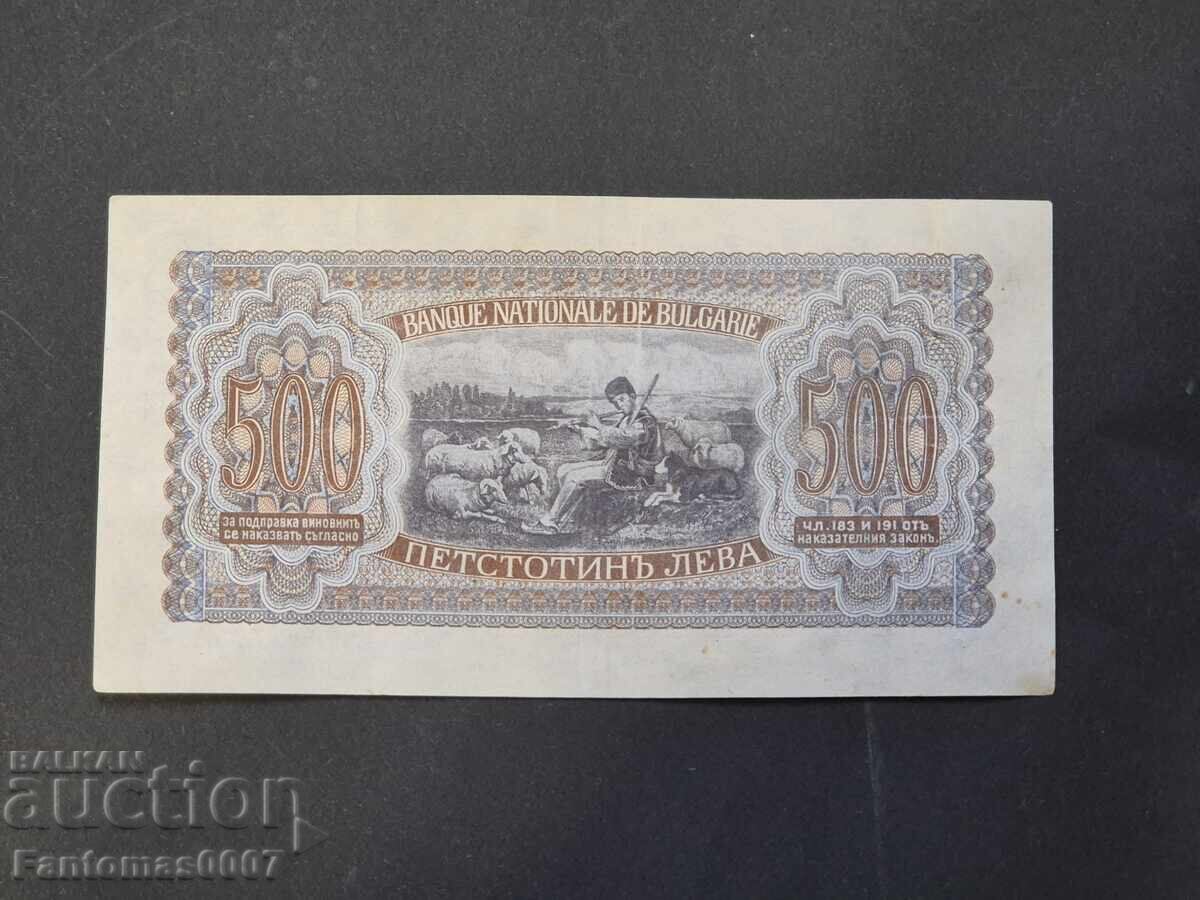 BANQUE NATIONALE DE BULGARIE
500
500
ЗА ПОДПРАВКА ВИНОВНИТѢ
СЕ НАКАЗВАТЪ СЪГЛАСНО
ЧЛ. 183 И 191 ОТЪ
НАКАЗАТЕЛНИЯ ЗАКОНЪ.
ПЕТСТОТИНЪ ЛЕВА
BALKAN
auction
Fantomas0007